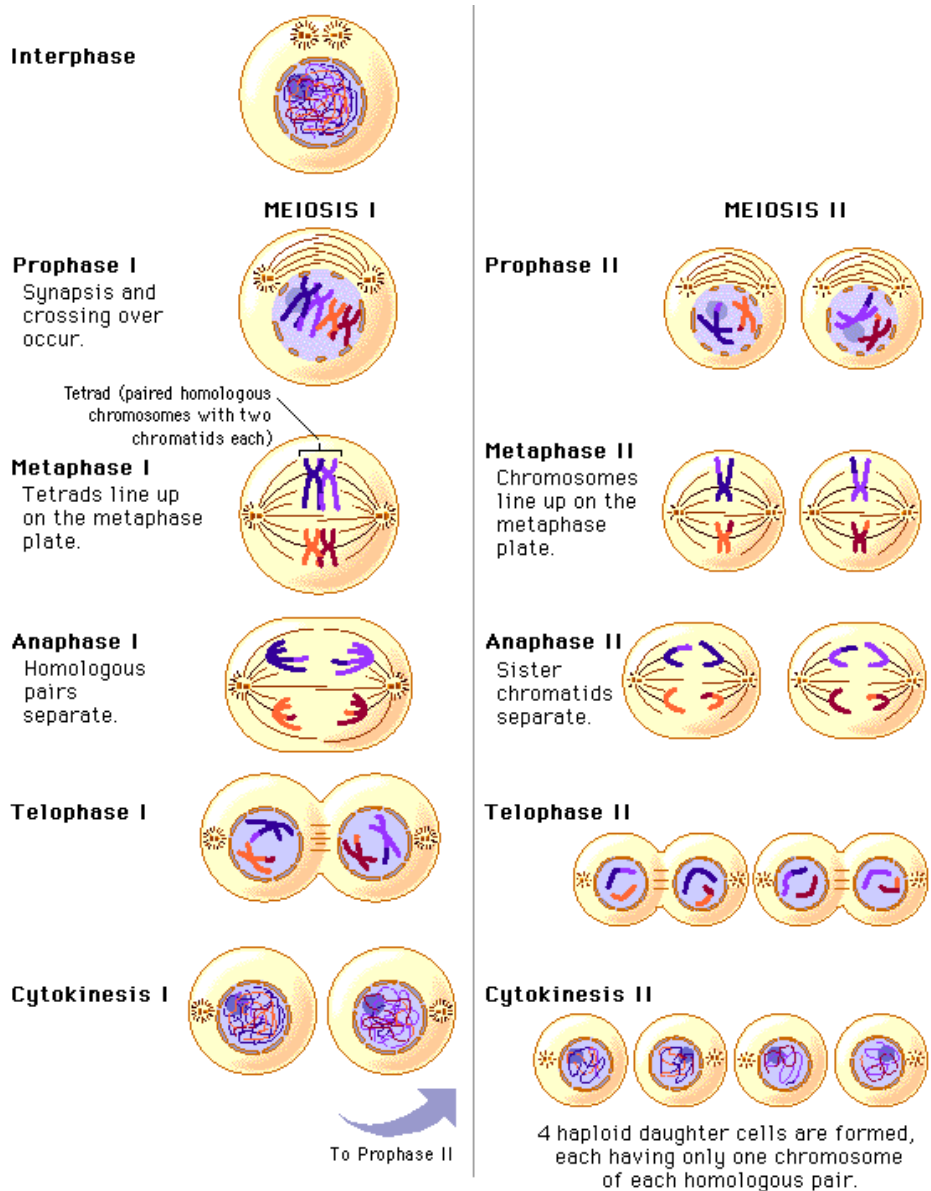 Interphase
MEIOSIS I
Prophase I
Synapsis and
crossing over
occur.
Tetrad (paired homologous
chromosomes with two
chromatids each)
Metaphase I
Tetrads line up
on the metaphase
plate.
Anaphase I
Homologous
pairs
separate.
Telophase I
Cytokinesis I
To Prophase II
MEIOSIS II
Prophase II
Metaphase II
Chromosomes
line up on the
metaphase
plate.
Anaphase II
Sister
chromatids
separate.
Telophase II
Cytokinesis II
4 haploid daughter cells are formed,
each having only one chromosome
of each homologous pair.